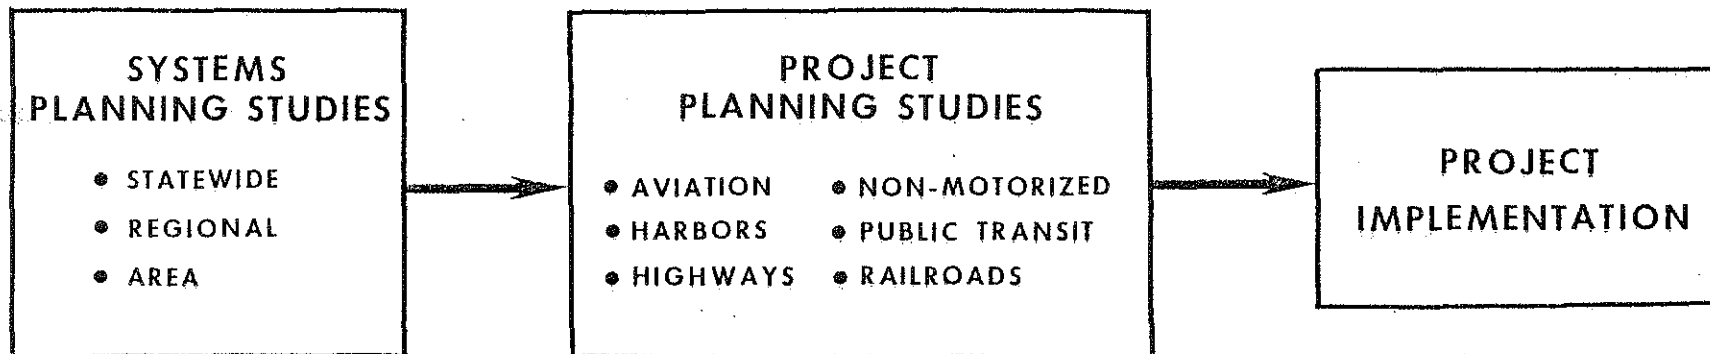 SYSTEMS
PLANNING STUDIES
• STATEWIDE
• REGIONAL
• AREA
PROJECT
PLANNING STUDIES
• AVIATION
• HARBORS
• HIGHWAYS
• NON-MOTORIZED
• PUBLIC TRANSIT
• RAILROADS
PROJECT
IMPLEMENTATION